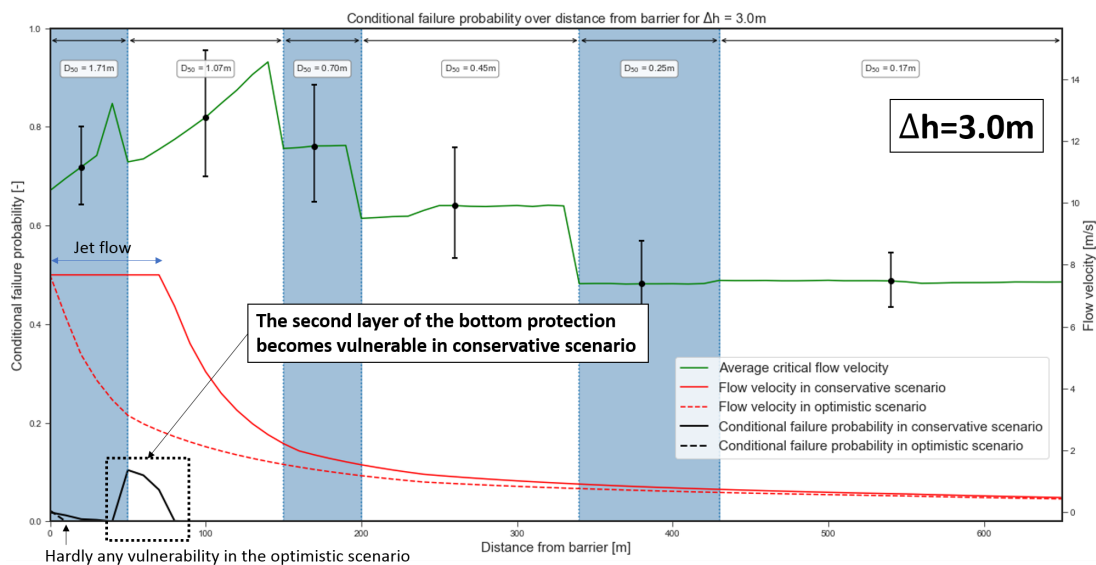 Conditional failure probability over distance from barrier for Δh = 3.0m
1.0
0.8
0.6
0.4
0.2
0.0
Conditional failure probability [-]
D50 = 1.71m
D50 = 1.07m
D50 = 0.70m
D50 = 0.45m
D50 = 0.25m
D50 = 0.17m
Δh=3.0m
Jet flow
The second layer of the bottom protection
becomes vulnerable in conservative scenario
Average critical flow velocity
Flow velocity in conservative scenario
Flow velocity in optimistic scenario
Conditional failure probability in conservative scenario
Conditional failure probability in optimistic scenario
14
12
10
8
6
4
2
0
Flow velocity [m/s]
0
100
200
300
400
500
600
Distance from barrier [m]
Hardly any vulnerability in the optimistic scenario